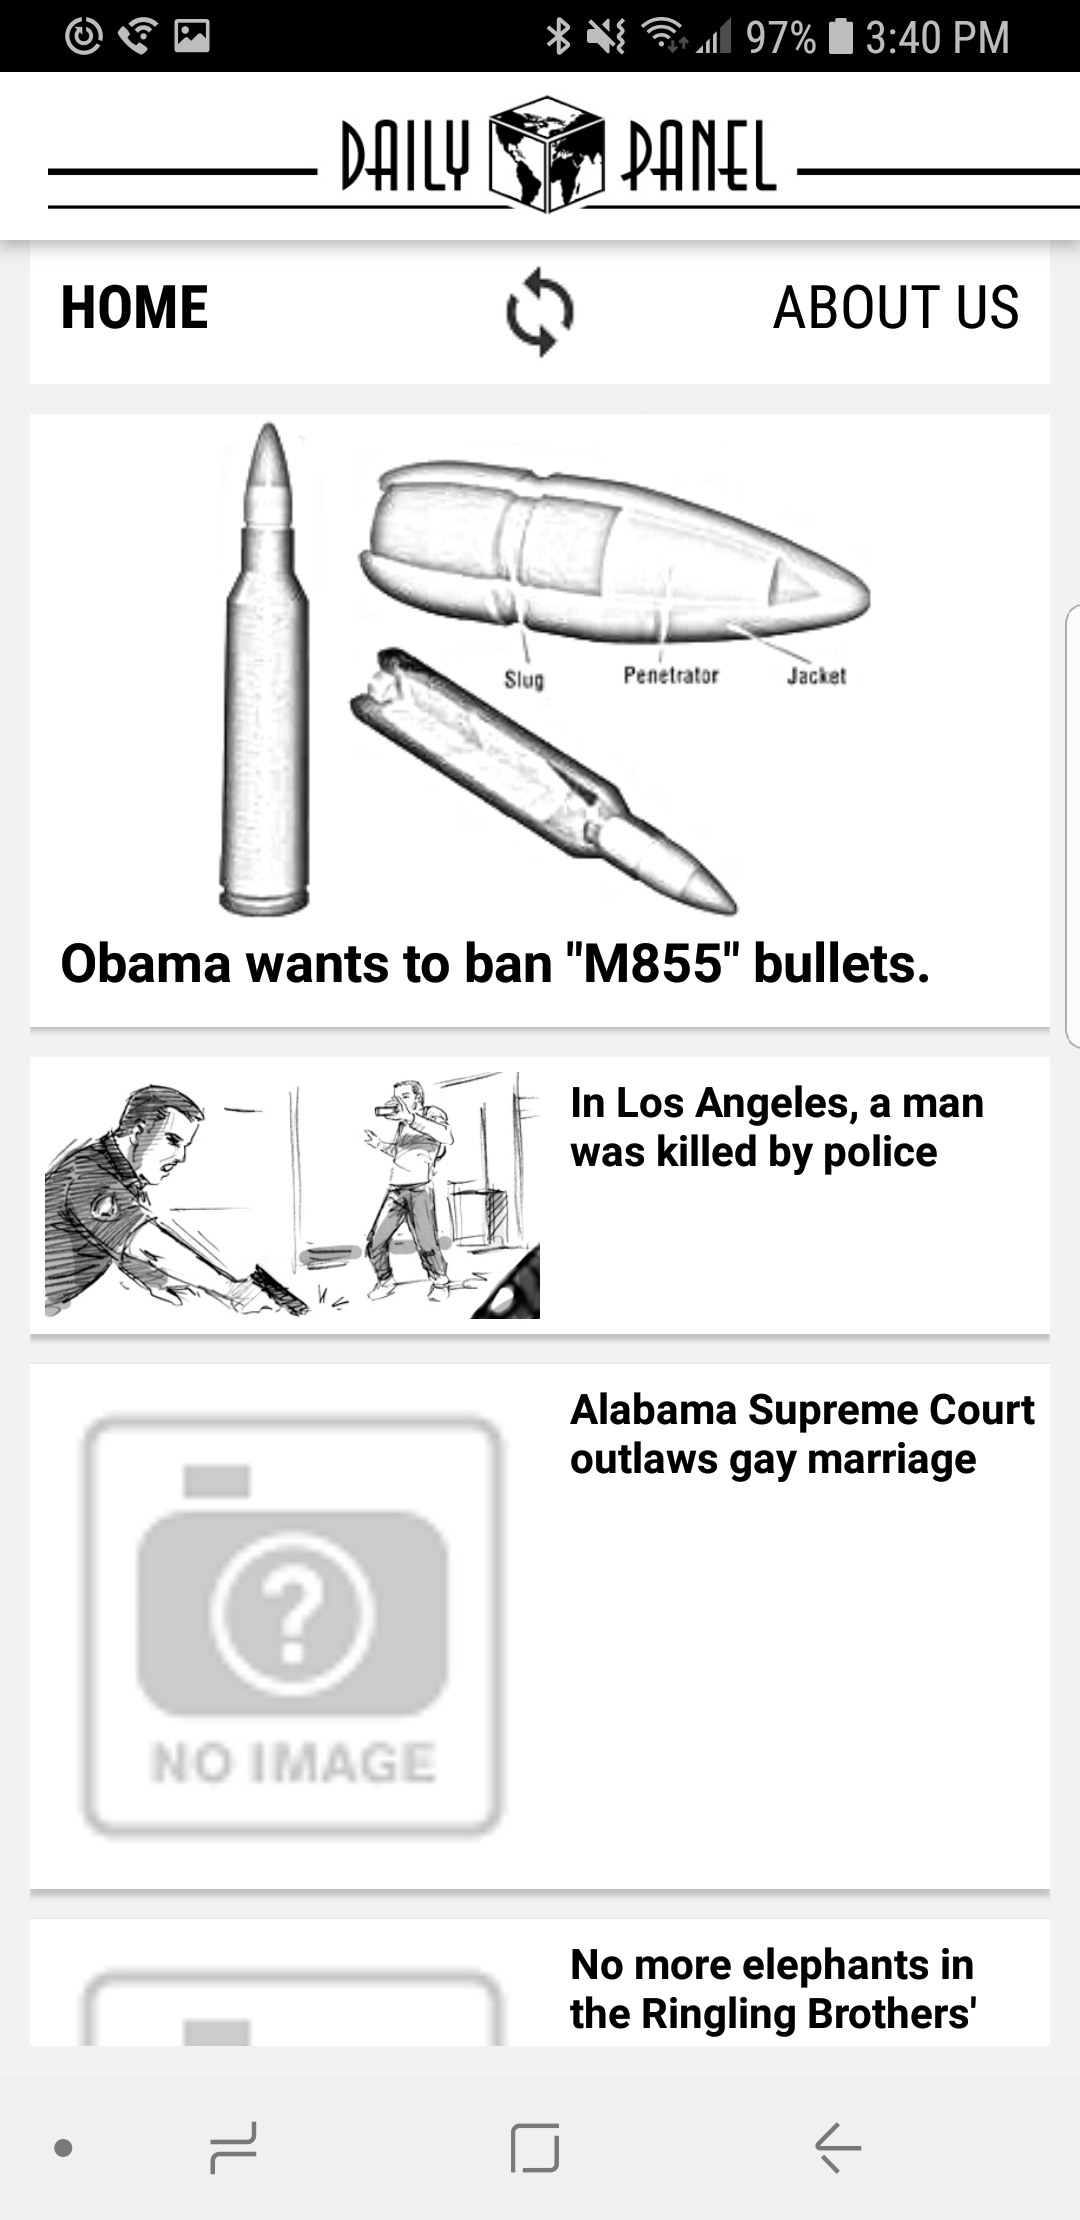 97% 3:40 PM
DAILY PANEL
HOME ABOUT US
Slug Penetrator Jacket
Obama wants to ban "M855" bullets.
In Los Angeles, a man
was killed by police
Alabama Supreme Court
outlaws gay marriage
?
NO IMAGE
No more elephants in
the Ringling Brothers'